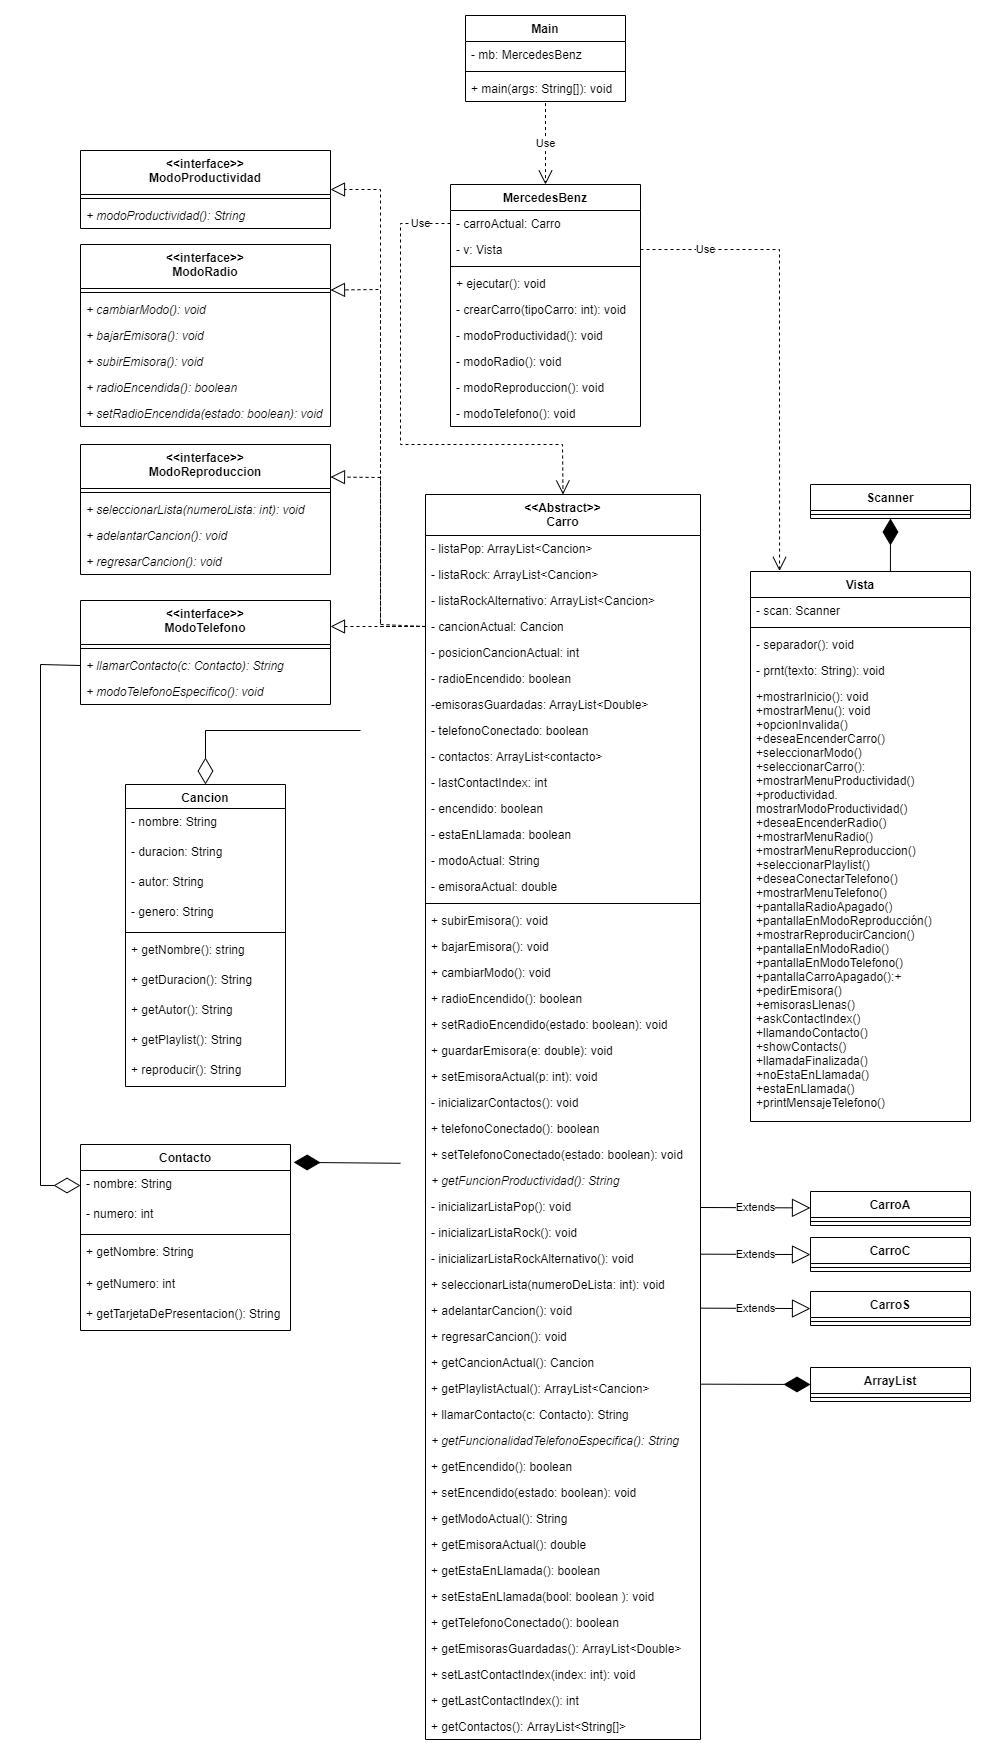 Main
- mb: MercedesBenz
+ main(args: String[]): void
Use
<<interface>>
ModoProductividad
+ modoProductividad(): String
<<interface>>
ModoRadio
+ cambiarModo(): void
+ bajarEmisora(): void
+ subirEmisora(): void
+ radioEncendida(): boolean
+ setRadioEncendida(estado: boolean): void
<<interface>>
ModoReproduccion
+ seleccionarLista(numeroLista: int): void
+ adelantarCancion(): void
+ regresarCancion(): void
<<interface>>
ModoTelefono
+ llamarContacto(c: Contacto): String
+ modoTelefonoEspecifico(): void
MercedesBenz
- carroActual: Carro
- v: Vista
+ ejecutar(): void
- crearCarro(tipoCarro: int): void
- modoProductividad(): void
- modoRadio(): void
- modoReproduccion(): void
- modoTelefono(): void
Use
Use
Cancion
- nombre: String
- duracion: String
- autor: String
- genero: String
+ getNombre(): string
+ getDuracion(): String
+ getAutor(): String
+ getPlaylist(): String
+ reproducir(): String
Contacto
- nombre: String
- numero: int
+ getNombre: String
+ getNumero: int
+ getTarjetaDePresentacion(): String
<<Abstract>>
Carro
- listaPop: ArrayList<Cancion>
- listaRock: ArrayList<Cancion>
- listaRockAlternativo: ArrayList<Cancion>
- cancionActual: Cancion
- posicionCancionActual: int
- radioEncendido: boolean
-emisorasGuardadas: ArrayList<Double>
- telefonoConectado: boolean
- contactos: ArrayList<contacto>
- lastContactIndex: int
- encendido: boolean
- estaEnLlamada: boolean
- modoActual: String
- emisoraActual: double
+ subirEmisora(): void
+ bajarEmisora(): void
+ cambiarModo(): void
+ radioEncendido(): boolean
+ setRadioEncendido(estado: boolean): void
+ guardarEmisora(e: double): void
+ setEmisoraActual(p: int): void
- inicializarContactos(): void
+ telefonoConectado(): boolean
+ setTelefonoConectado(estado: boolean): void
+ getFuncionProductividad(): String
- inicializarListaPop(): void
- inicializarListaRock(): void
- inicializarListaRockAlternativo(): void
+ seleccionarLista(numeroDeLista: int): void
+ adelantarCancion(): void
+ regresarCancion(): void
+ getCancionActual(): Cancion
+ getPlaylistActual(): ArrayList<Cancion>
+ llamarContacto(c: Contacto): String
+ getFuncionalidadTelefonoEspecifica(): String
+ getEncendido(): boolean
+ setEncendido(estado: boolean): void
+ getModoActual(): String
+ getEmisoraActual(): double
+ getEstaEnLlamada(): boolean
+ setEstaEnLlamada(bool: boolean ): void
+ getTelefonoConectado(): boolean
+ getEmisorasGuardadas(): ArrayList<Double>
+ setLastContactIndex(index: int): void
+ getLastContactIndex(): int
+ getContactos(): ArrayList<String[]>
Scanner
Vista
- scan: Scanner
- separador(): void
- prnt(texto: String): void
+mostrarInicio(): void
+mostrarMenu(): void
+opcionInvalida()
+deseaEncenderCarro()
+seleccionarModo()
+seleccionarCarro():
+mostrarMenuProductividad()
+productividad.
mostrarModoProductividad()
+deseaEncenderRadio()
+mostrarMenuRadio()
+mostrarMenuReproduccion()
+seleccionarPlaylist()
+deseaConectarTelefono()
+mostrarMenuTelefono()
+pantallaRadioApagado()
+pantallaEnModoReproducción()
+mostrarReproducirCancion()
+pantallaEnModoRadio()
+pantallaEnModoTelefono()
+pantallaCarroApagado():+
+pedirEmisora()
+emisorasLlenas()
+askContactIndex()
+llamandoContacto()
+showContacts()
+llamadaFinalizada()
+noEstaEnLlamada()
+estaEnLlamada()
+printMensajeTelefono()
Extends
CarroA
Extends
CarroC
Extends
CarroS
ArrayList